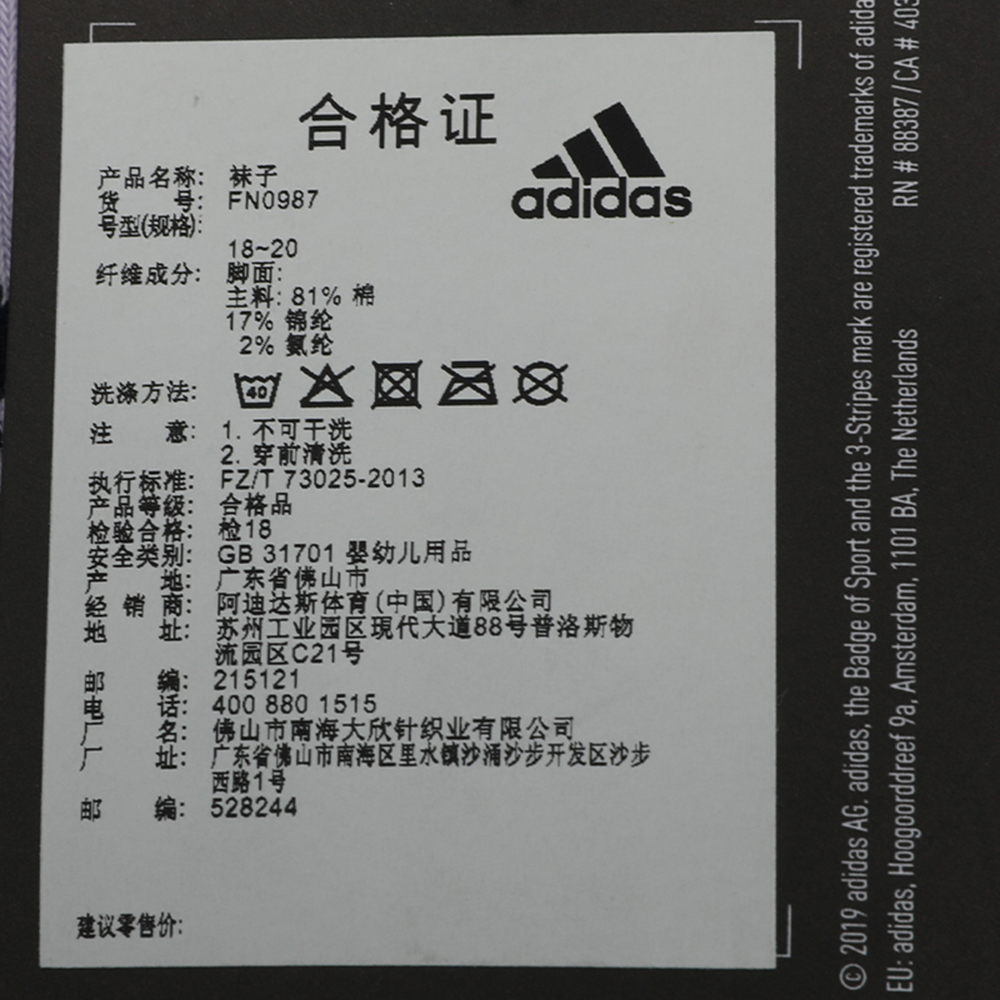 合格证
adidas
产品名称: 袜子
货 号: FN0987
号型(规格):
18~20
纤维成分: 脚面:
主料: 81% 棉
17% 锦纶
2% 氨纶
洗涤方法: 40
注 意: 1. 不可干洗
2. 穿前清洗
执行标准: FZ/T 73025-2013
产品等级: 合格品
检验合格: 检18
安全类别: GB 31701 婴幼儿用品
产 地: 广东省佛山市
经 销 商: 阿迪达斯体育(中国)有限公司
地 址: 苏州工业园区现代大道88号普洛斯物
流园区C21号
邮 编: 215121
电 话: 400 880 1515
厂 名: 佛山市南海大欣针织业有限公司
厂 址: 广东省佛山市南海区里水镇沙涌沙步开发区沙步
西路1号
邮 编: 528244
建议零售价:
© 2019 adidas AG. adidas, the Badge of Sport and the 3-Stripes mark are registered trademarks of adida
EU: adidas, Hoogoorddreef 9a, Amsterdam, 1101 BA, The Netherlands RN # 88387/CA # 403